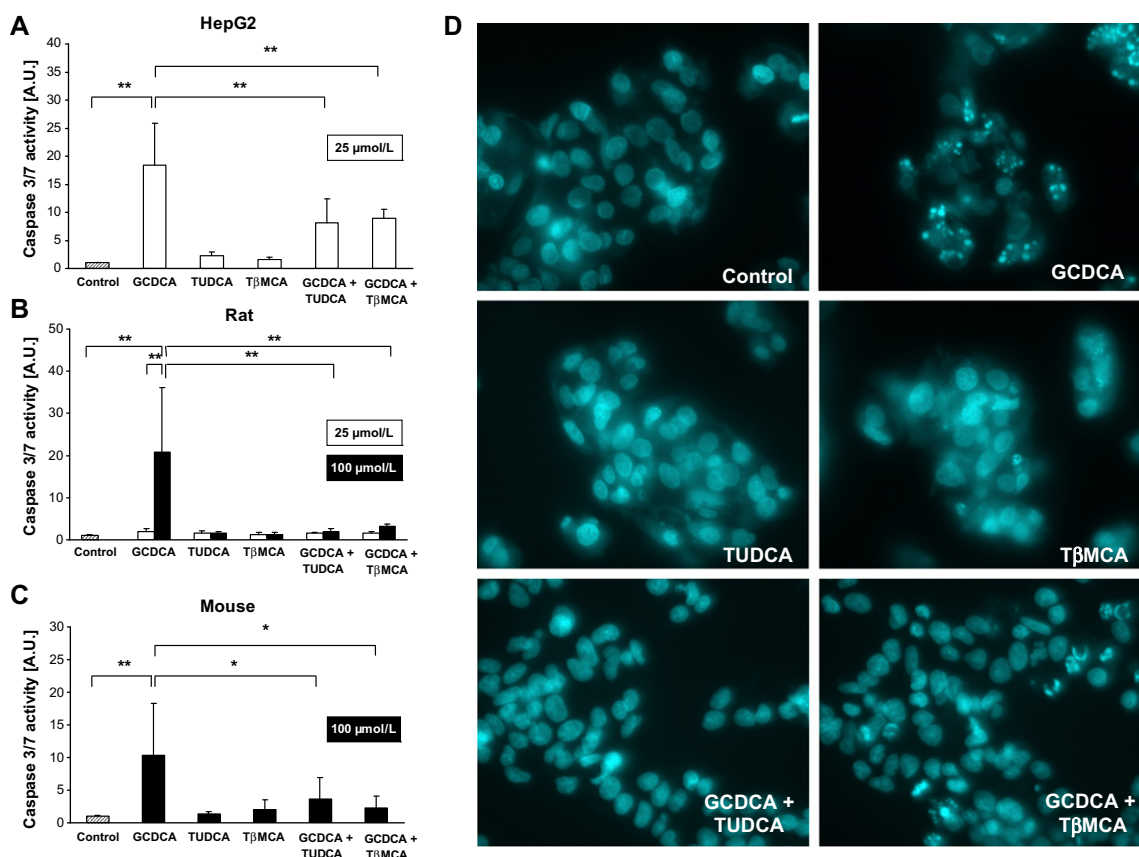 A
HepG2
Caspase 3/7 activity [A.U.]
40
35
30
25
20
15
10
5
0
**
**
**
25 µmol/L
Control
GCDCA
TUDCA
TβMCA
GCDCA +
TUDCA
GCDCA +
TβMCA
B
Rat
Caspase 3/7 activity [A.U.]
50
40
30
20
10
0
**
**
**
**
25 µmol/L
100 µmol/L
Control
GCDCA
TUDCA
TβMCA
GCDCA +
TUDCA
GCDCA +
TβMCA
C
Mouse
Caspase 3/7 activity [A.U.]
30
25
20
15
10
5
0
**
*
*
100 µmol/L
Control
GCDCA
TUDCA
TβMCA
GCDCA +
TUDCA
GCDCA +
TβMCA
D
Control
GCDCA
TUDCA
TβMCA
GCDCA +
TUDCA
GCDCA +
TβMCA